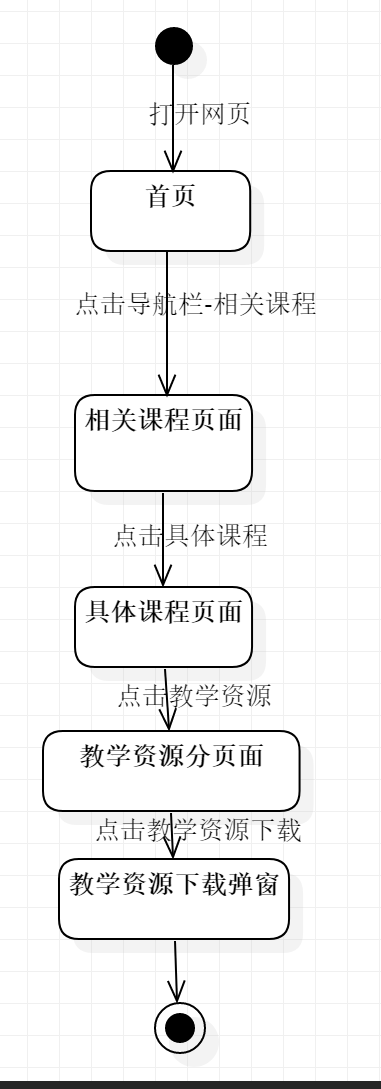 打开网页
首页
点击导航栏-相关课程
相关课程页面
点击具体课程
具体课程页面
点击教学资源
教学资源分页面
点击教学资源下载
教学资源下载弹窗